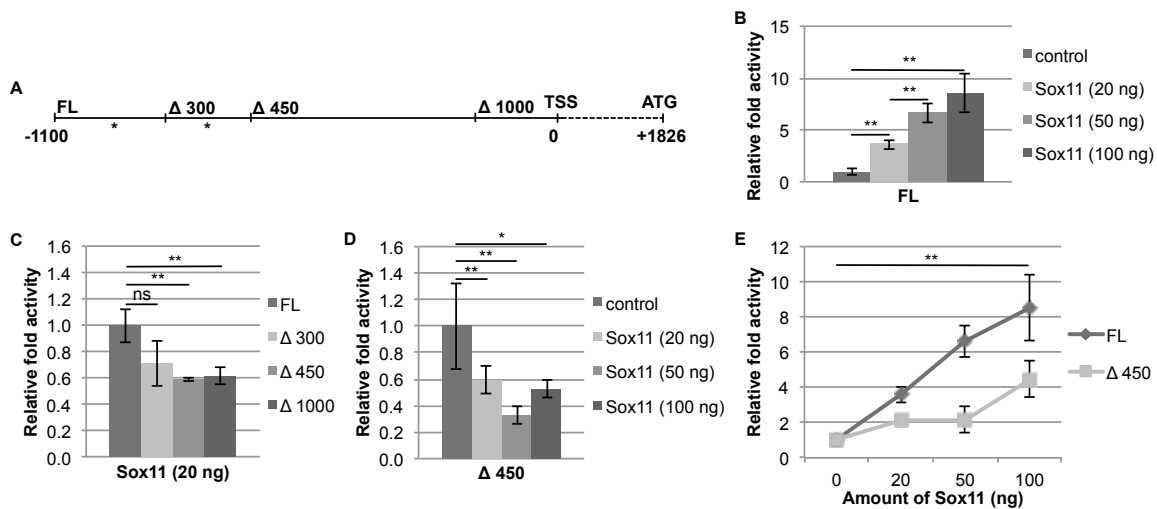 A
FL Δ 300 Δ 450 Δ 1000 TSS ATG
* *
-1100 0 +1826
B
Relative fold activity
15
10
5
0
**
**
**
FL
control
Sox11 (20 ng)
Sox11 (50 ng)
Sox11 (100 ng)
C
Relative fold activity
1.6
1.4
1.2
1.0
0.8
0.6
0.4
0.2
0.0
**
**
ns
Sox11 (20 ng)
FL
Δ 300
Δ 450
Δ 1000
D
Relative fold activity
1.6
1.4
1.2
1.0
0.8
0.6
0.4
0.2
0.0
*
**
**
Δ 450
control
Sox11 (20 ng)
Sox11 (50 ng)
Sox11 (100 ng)
E
Relative fold activity
12
10
8
6
4
2
0
**
0 20 50 100
Amount of Sox11 (ng)
FL
Δ 450